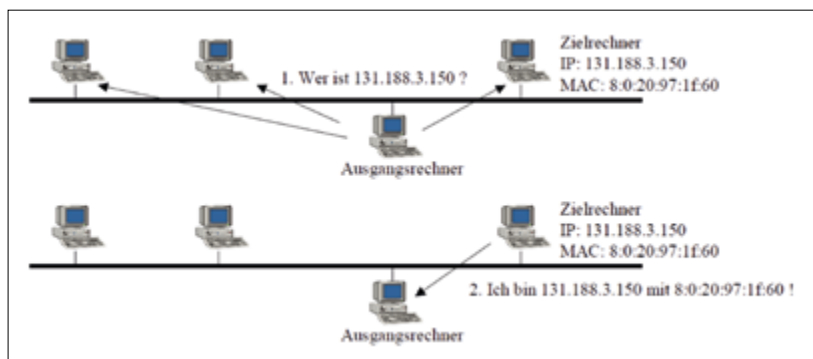 Zielrechner
IP: 131.188.3.150
MAC: 8:0:20:97:1f:60
1. Wer ist 131.188.3.150 ?
Ausgangsrechner
Zielrechner
IP: 131.188.3.150
MAC: 8:0:20:97:1f:60
2. Ich bin 131.188.3.150 mit 8:0:20:97:1f:60 !
Ausgangsrechner